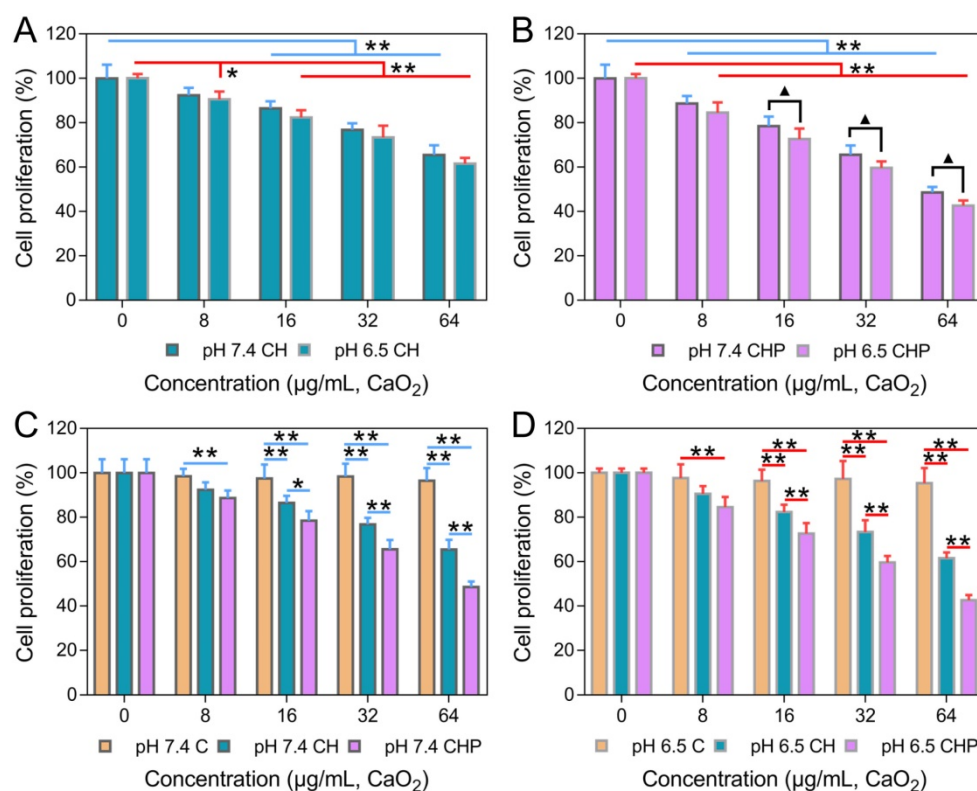 A
B
Cell proliferation (%)
120
100
80
60
40
20
0
**
*
**
0 8 16 32 64
pH 7.4 CH pH 6.5 CH
Concentration (µg/mL, CaO₂)
Cell proliferation (%)
120
100
80
60
40
20
0
**
**
▲ ▲ ▲
0 8 16 32 64
pH 7.4 CHP pH 6.5 CHP
Concentration (µg/mL, CaO₂)
C
D
Cell proliferation (%)
120
100
80
60
40
20
0
** ** ** **
** ** **
* ** **
0 8 16 32 64
pH 7.4 C pH 7.4 CH pH 7.4 CHP
Concentration (µg/mL, CaO₂)
Cell proliferation (%)
120
100
80
60
40
20
0
** ** ** **
** ** **
** ** **
0 8 16 32 64
pH 6.5 C pH 6.5 CH pH 6.5 CHP
Concentration (µg/mL, CaO₂)